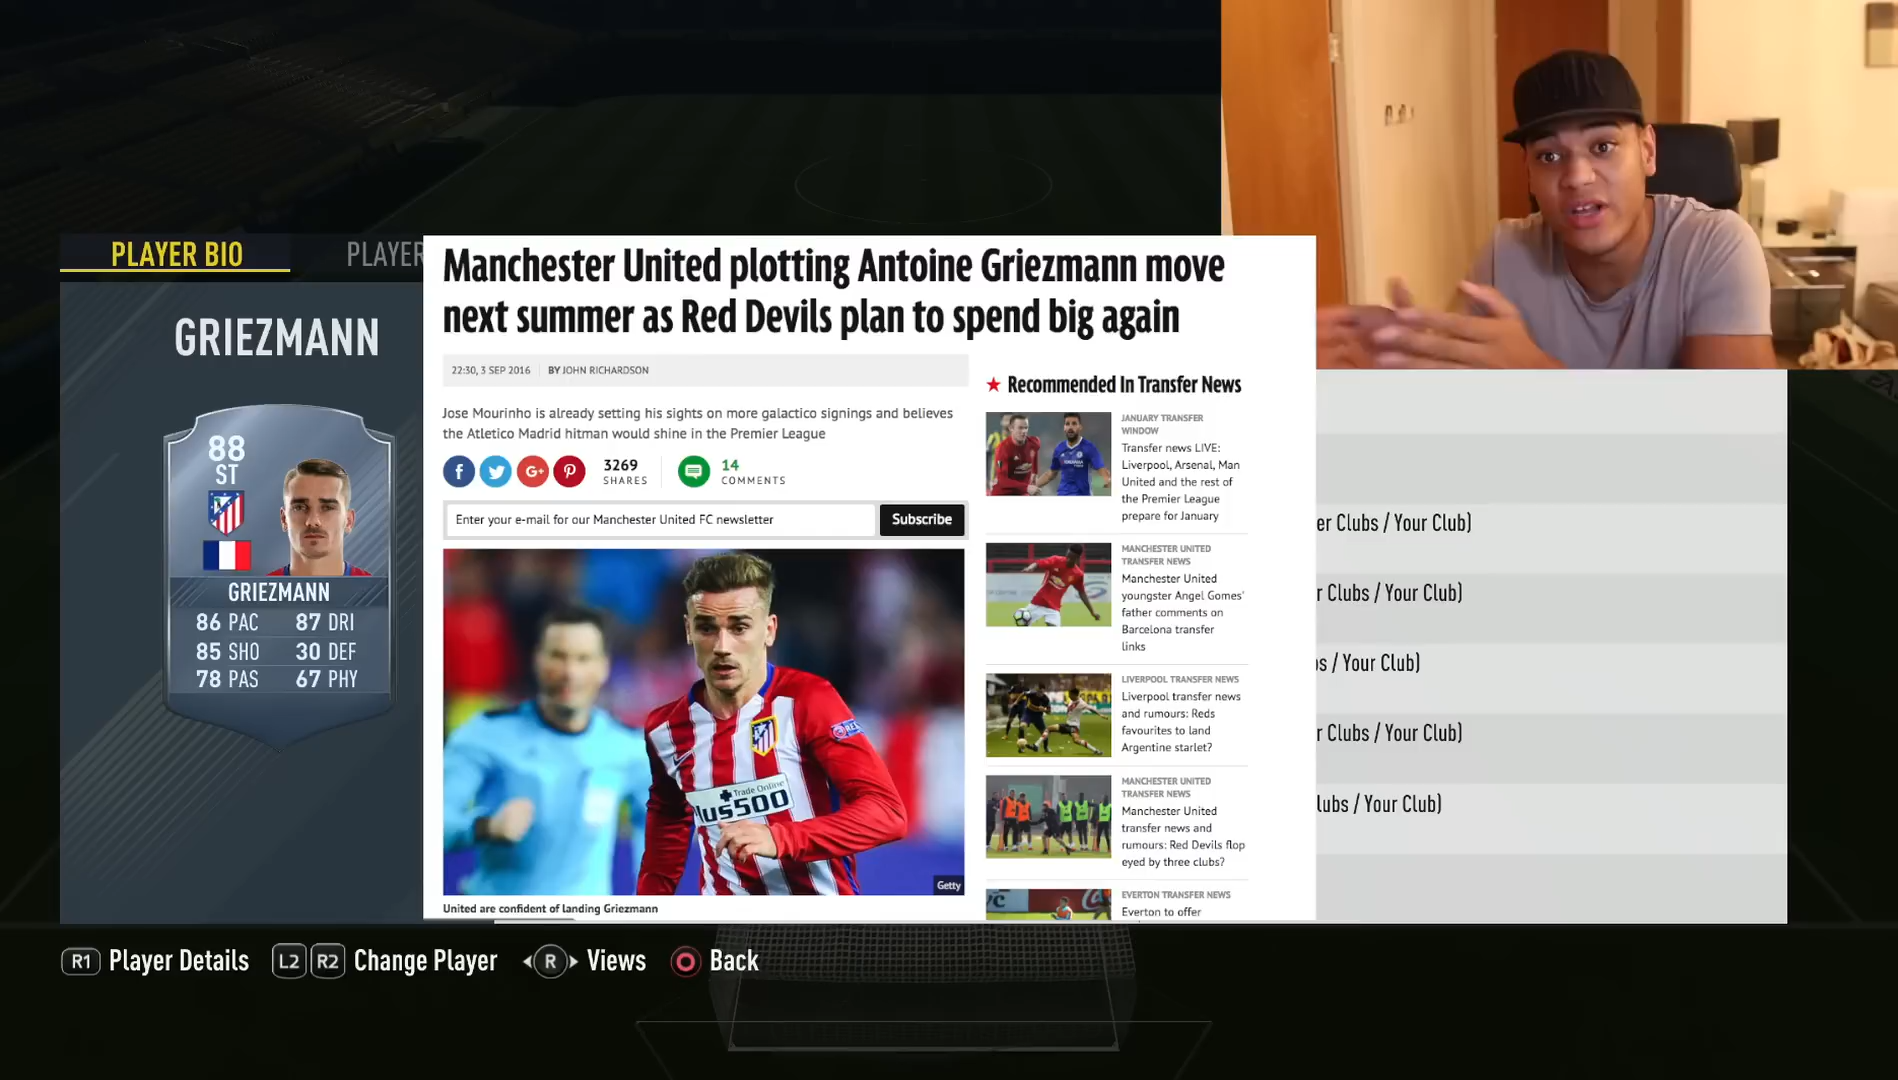 PLAYER BIO
PLAYER
GRIEZMANN
88
ST
GRIEZMANN
86 PAC 87 DRI
85 SHO 30 DEF
78 PAS 67 PHY
Manchester United plotting Antoine Griezmann move
next summer as Red Devils plan to spend big again
22:30, 3 SEP 2016 BY JOHN RICHARDSON
Jose Mourinho is already setting his sights on more galactico signings and believes
the Atletico Madrid hitman would shine in the Premier League
3269
SHARES
14
COMMENTS
Enter your e-mail for our Manchester United FC newsletter
Subscribe
Trade Online
lus500
Getty
United are confident of landing Griezmann
Recommended In Transfer News
JANUARY TRANSFER
WINDOW
Transfer news LIVE:
Liverpool, Arsenal, Man
United and the rest of
the Premier League
prepare for January
MANCHESTER UNITED
TRANSFER NEWS
Manchester United
youngster Angel Gomes'
father comments on
Barcelona transfer
links
LIVERPOOL TRANSFER NEWS
Liverpool transfer news
and rumours: Reds
favourites to land
Argentine starlet?
MANCHESTER UNITED
TRANSFER NEWS
Manchester United
transfer news and
rumours: Red Devils flop
eyed by three clubs?
EVERTON TRANSFER NEWS
Everton to offer
er Clubs / Your Club)
r Clubs / Your Club)
s / Your Club)
r Clubs / Your Club)
lubs / Your Club)
R1 Player Details L2 R2 Change Player R Views Back